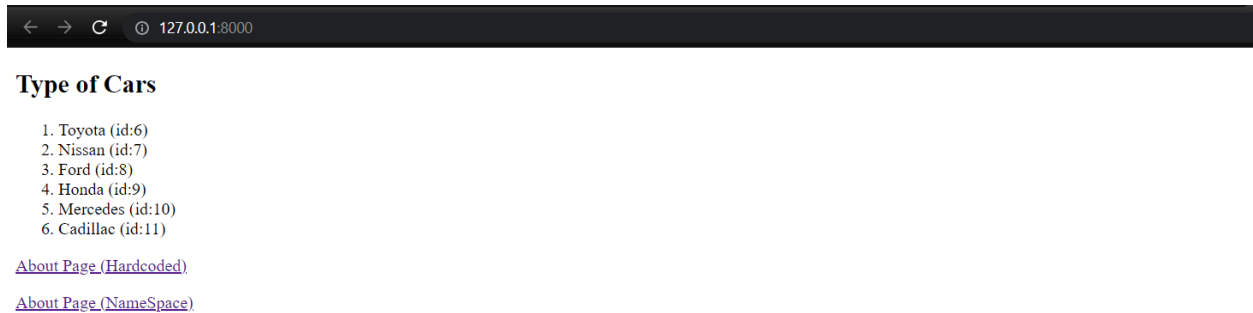 127.0.0.1:8000
Type of Cars
1. Toyota (id:6)
2. Nissan (id:7)
3. Ford (id:8)
4. Honda (id:9)
5. Mercedes (id:10)
6. Cadillac (id:11)
About Page (Hardcoded)
About Page (NameSpace)